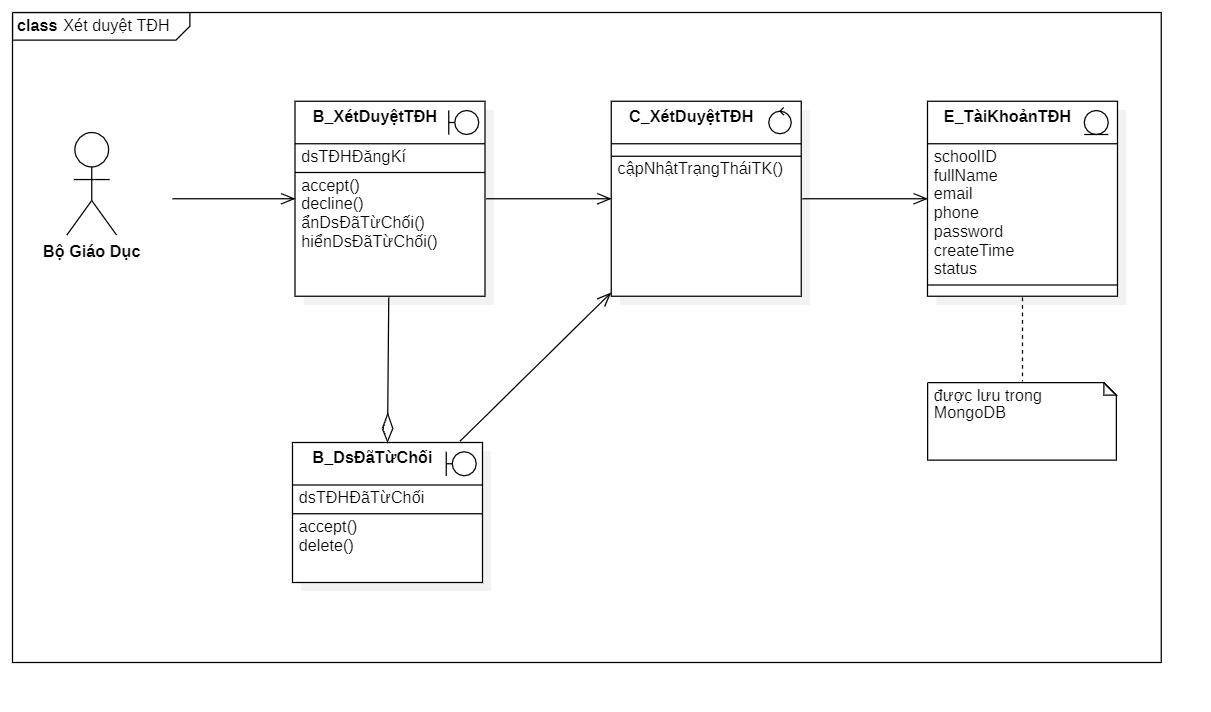 class Xét duyệt TĐH
Bộ Giáo Dục
B_XétDuyệtTĐH
dsTĐHĐăngKí
accept()
decline()
ẩnDsĐãTừChối()
hiểnDsĐãTừChối()
C_XétDuyệtTĐH
cậpNhậtTrạngTháiTK()
E_TàiKhoảnTĐH
schoolID
fullName
email
phone
password
createTime
status
được lưu trong
MongoDB
B_DsĐãTừChối
dsTĐHĐãTừChối
accept()
delete()